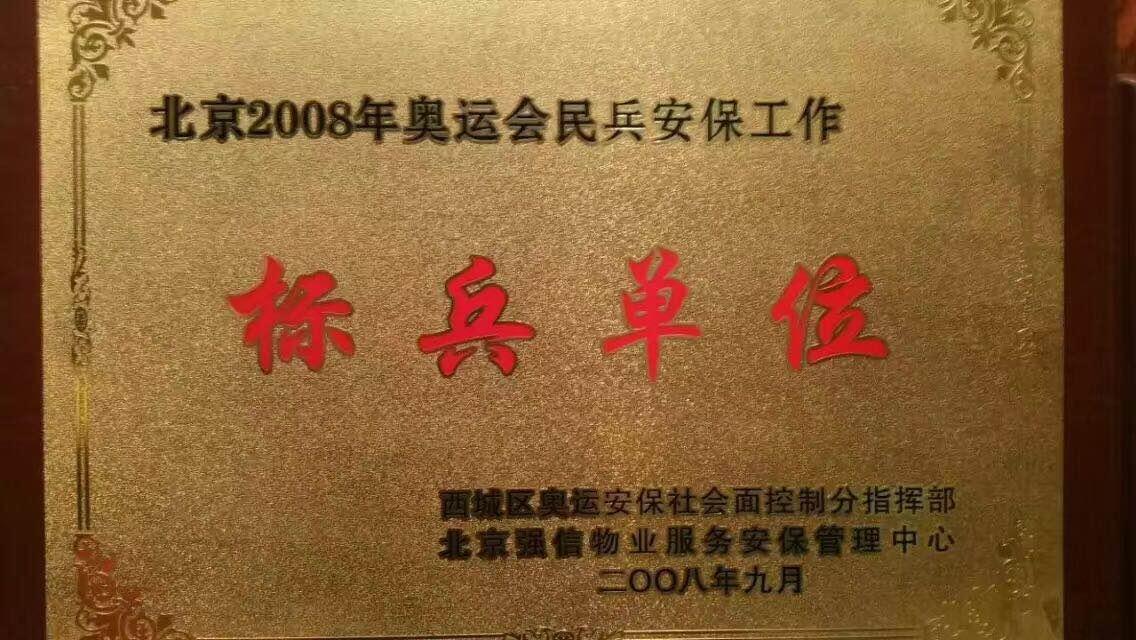 北京2008年奥运会民兵安保工作
标兵单位
西城区奥运安保社会面控制分指挥部
北京强信物业服务安保管理中心
二〇〇八年九月